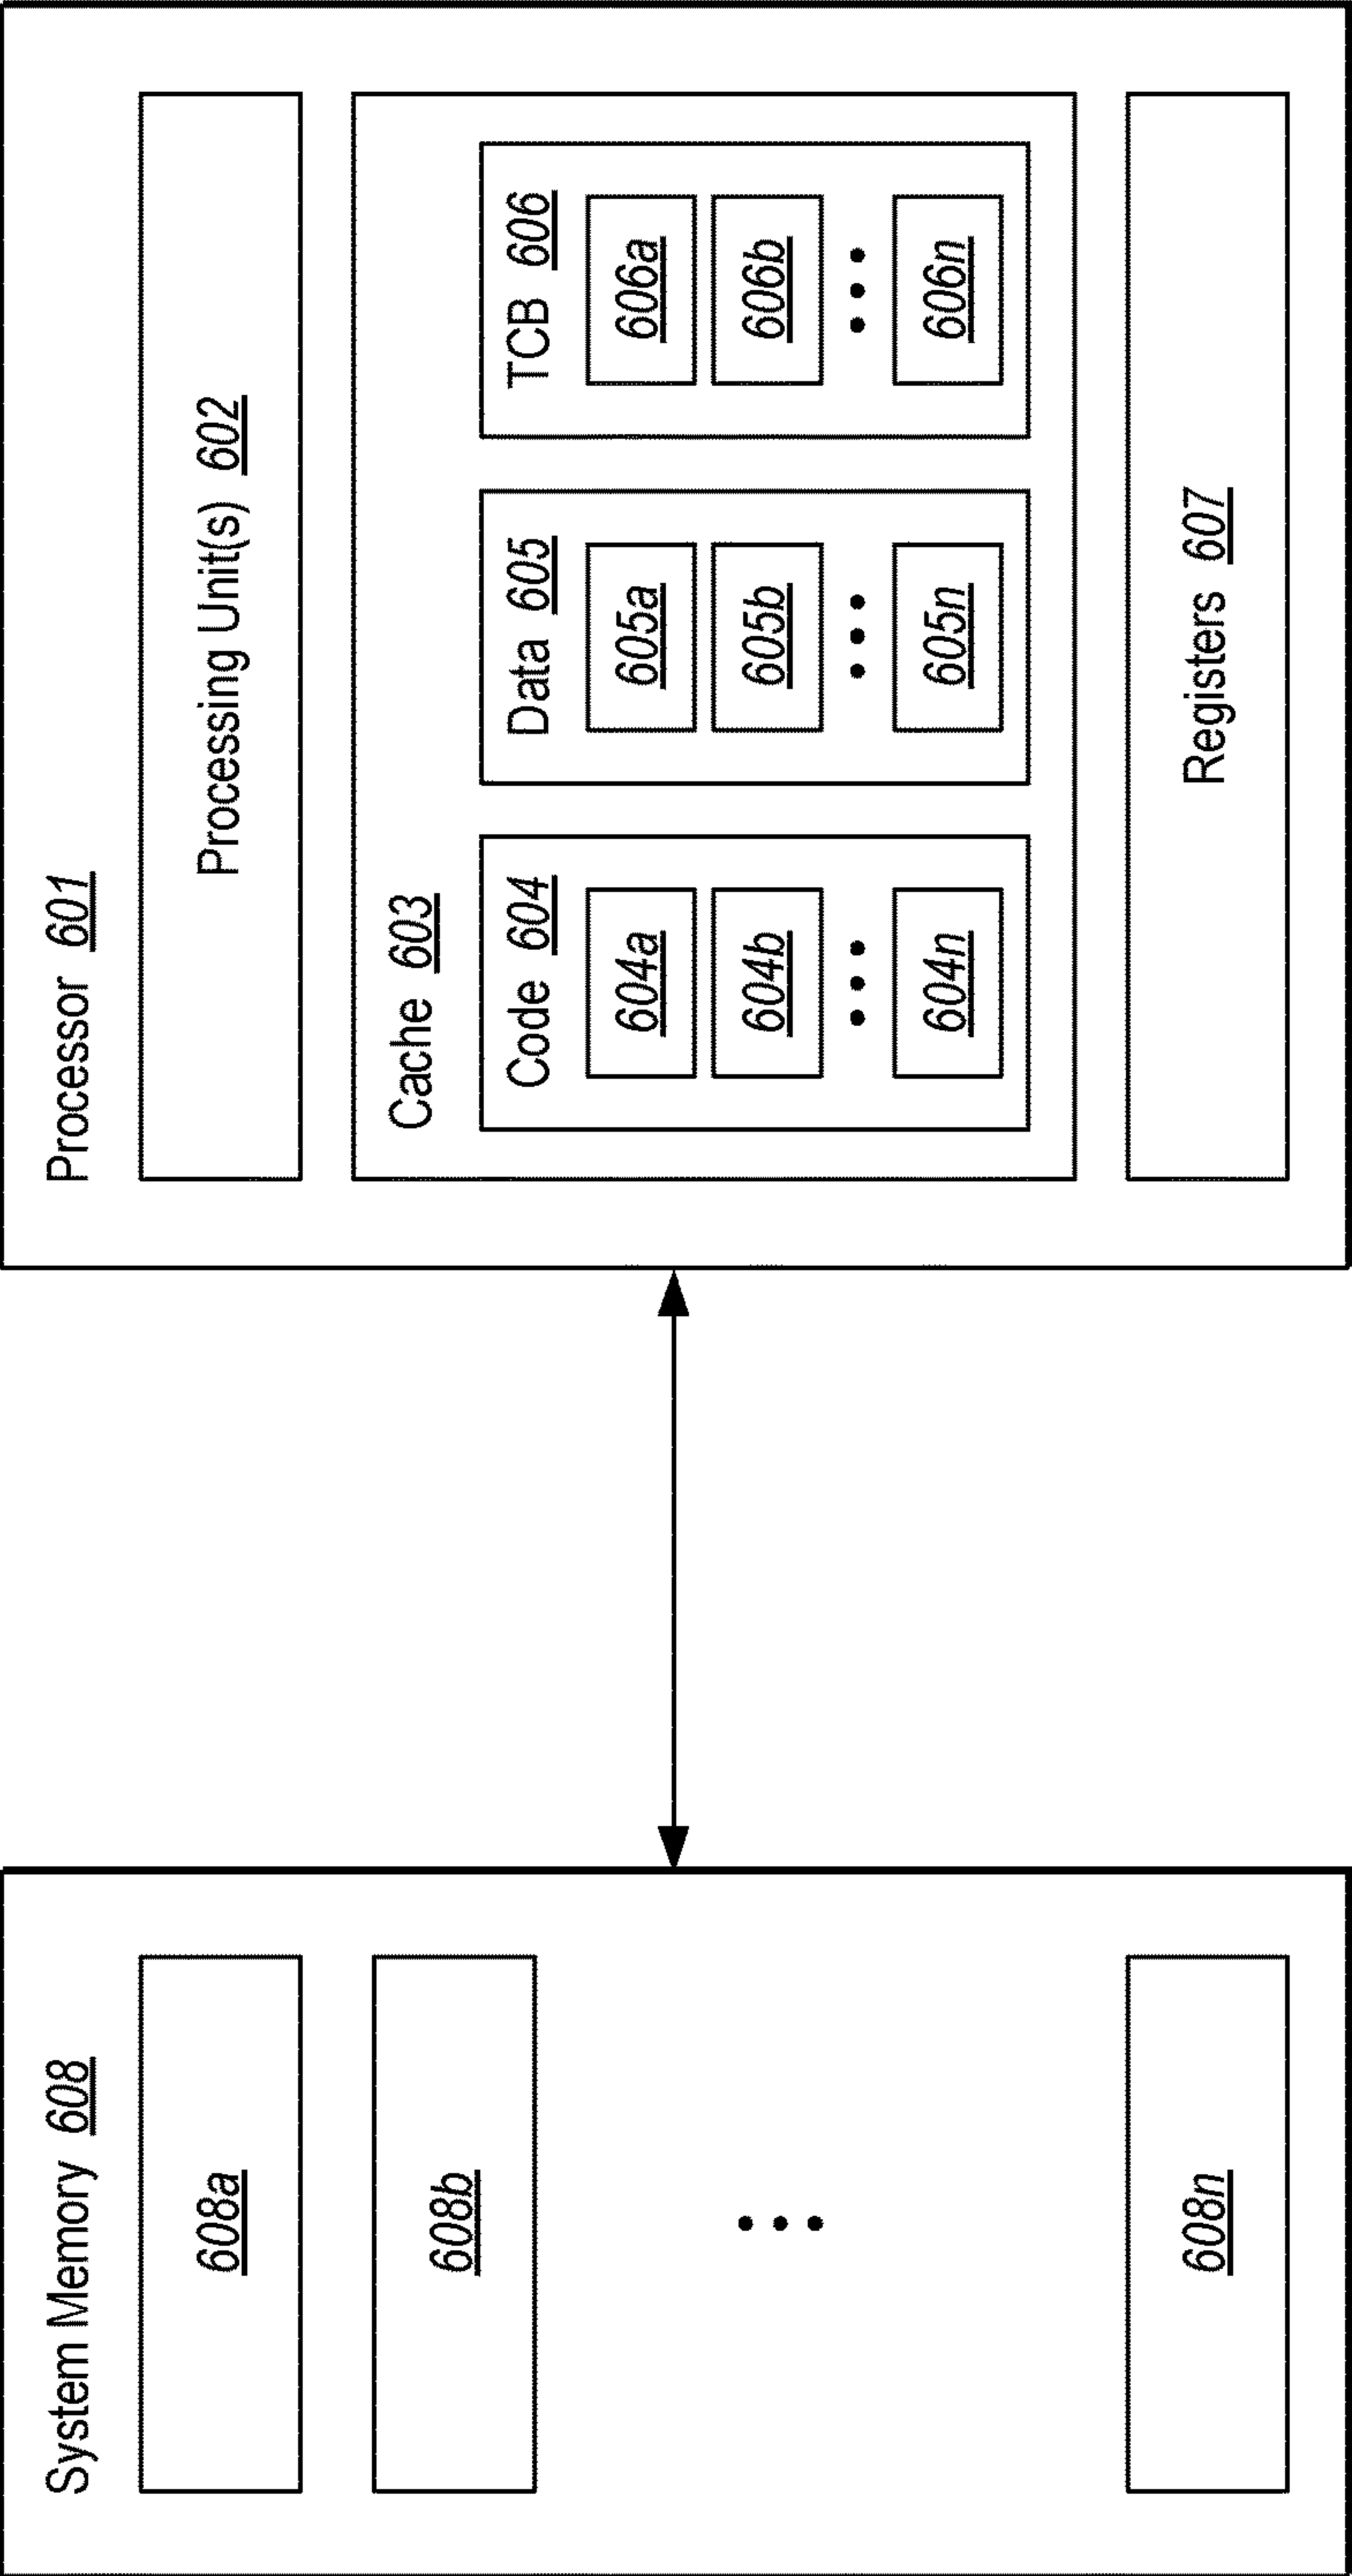 System Memory 608
608a
608b
608n
Processor 601
Processing Unit(s) 602
Cache 603
Code 604
604a
604b
604n
Data 605
605a
605b
605n
TCB 606
606a
606b
606n
Registers 607